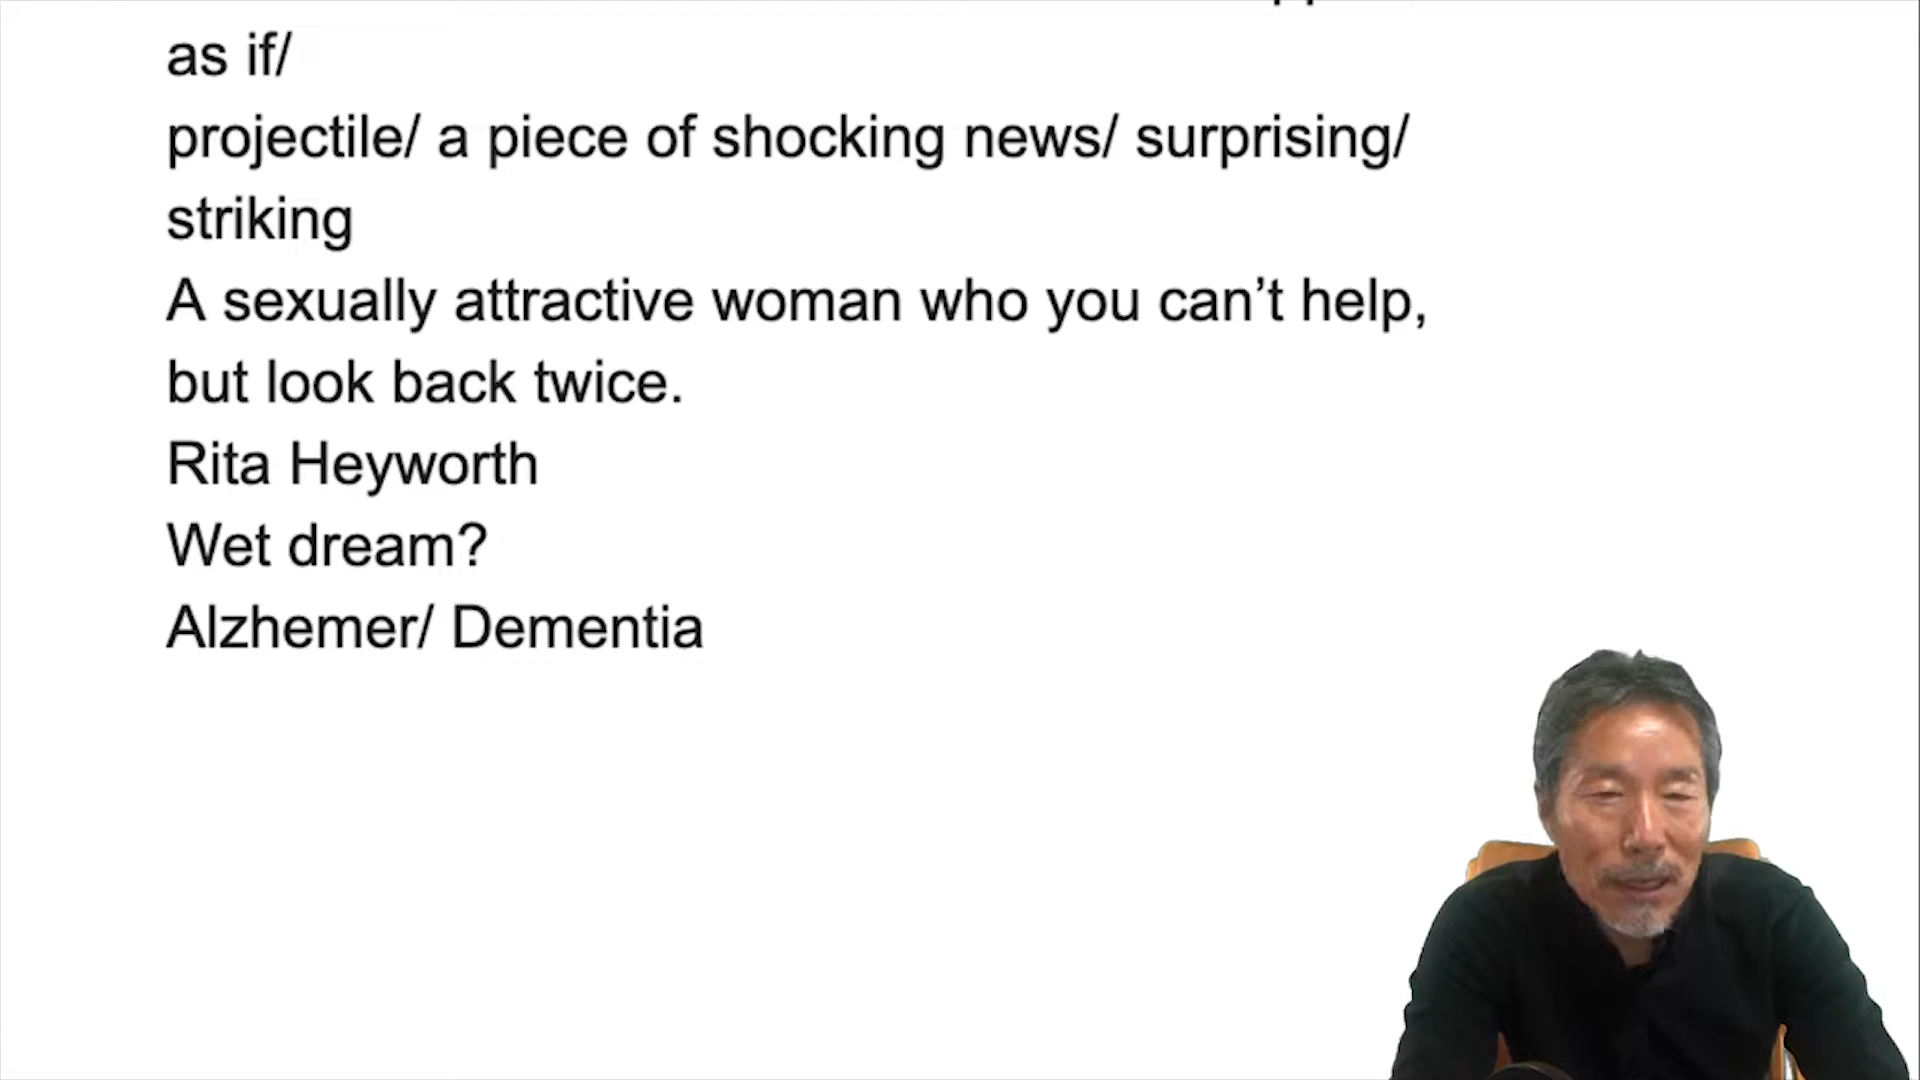 as if/
projectile/ a piece of shocking news/ surprising/
striking
A sexually attractive woman who you can’t help,
but look back twice.
Rita Heyworth
Wet dream?
Alzhemer/ Dementia